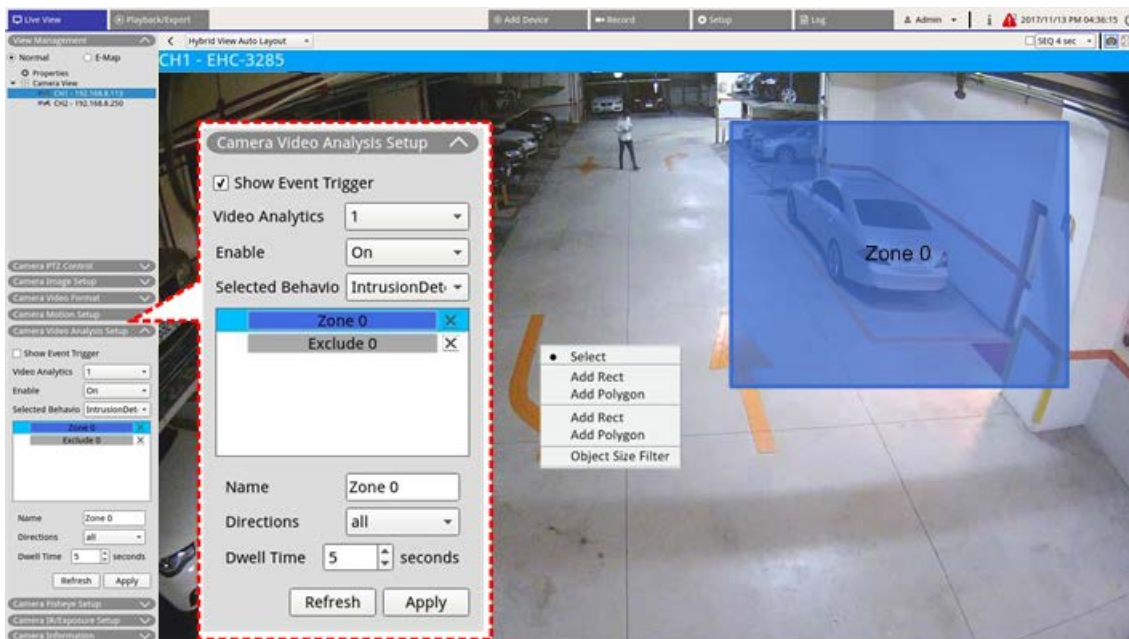 Live View
Playback/Export
Add Device
Record
Setup
Log
Admin
2017/11/13 PM 04:36:15
View Management
Hybrid View Auto Layout
SEQ 4 sec
Normal
E-Map
CH1 - EHC-3285
Properties
Camera View
CH1 - 192.168.8.113
CH2 - 192.168.8.250
Camera PTZ Control
Camera Image Setup
Camera Video Format
Camera Motion Setup
Camera Video Analysis Setup
Show Event Trigger
Video Analytics 1
Enable On
Selected Behavio IntrusionDet
Zone 0
Exclude 0
Name Zone 0
Directions all
Dwell Time 5 seconds
Refresh Apply
Camera Fisheye Setup
Camera IR/Exposure Setup
Camera Information
Camera Video Analysis Setup
Show Event Trigger
Video Analytics 1
Enable On
Selected Behavio IntrusionDet
Zone 0
Exclude 0
Name Zone 0
Directions all
Dwell Time 5 seconds
Refresh Apply
Zone 0
Select
Add Rect
Add Polygon
Add Rect
Add Polygon
Object Size Filter